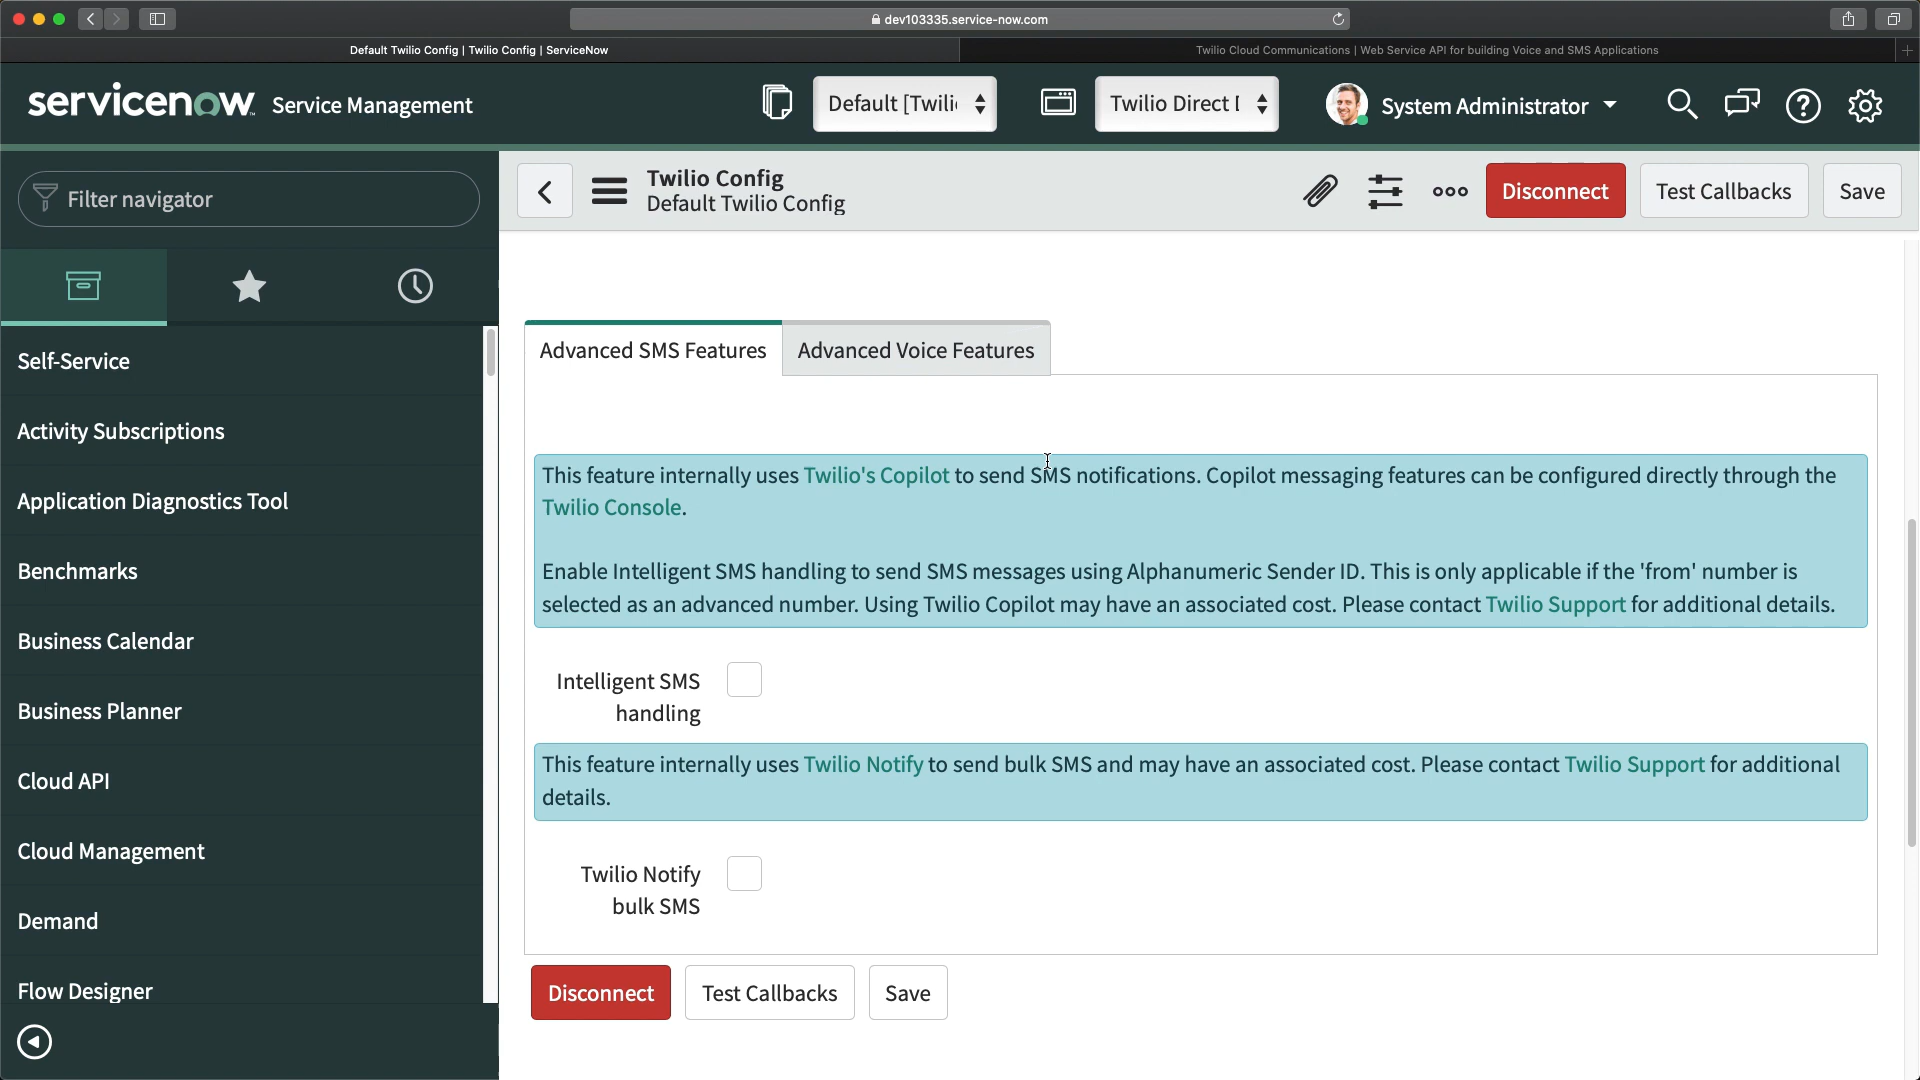 dev103335.service-now.com
Default Twilio Config | Twilio Config | ServiceNow
Twilio Cloud Communications | Web Service API for building Voice and SMS Applications
servicenow Service Management
Default [Twili
Twilio Direct [
System Administrator
Filter navigator
Twilio Config
Default Twilio Config
Disconnect
Test Callbacks
Save
Self-Service
Activity Subscriptions
Application Diagnostics Tool
Benchmarks
Business Calendar
Business Planner
Cloud API
Cloud Management
Demand
Flow Designer
Advanced SMS Features
Advanced Voice Features
This feature internally uses Twilio's Copilot to send SMS notifications. Copilot messaging features can be configured directly through the
Twilio Console.
Enable Intelligent SMS handling to send SMS messages using Alphanumeric Sender ID. This is only applicable if the 'from' number is
selected as an advanced number. Using Twilio Copilot may have an associated cost. Please contact Twilio Support for additional details.
Intelligent SMS
handling
This feature internally uses Twilio Notify to send bulk SMS and may have an associated cost. Please contact Twilio Support for additional
details.
Twilio Notify
bulk SMS
Disconnect
Test Callbacks
Save